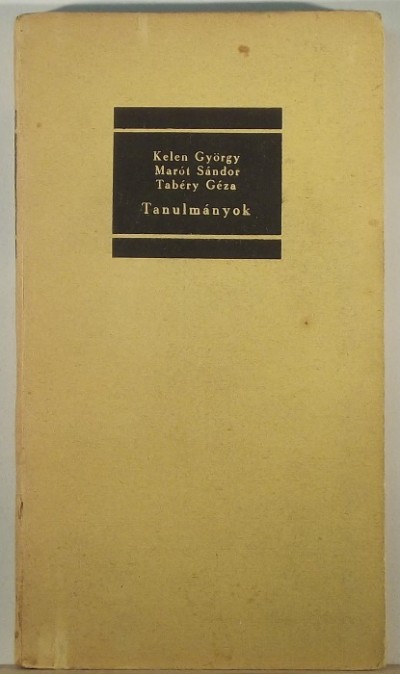 Kelen György
Marót Sándor
Tabéry Géza
Tanulmányok